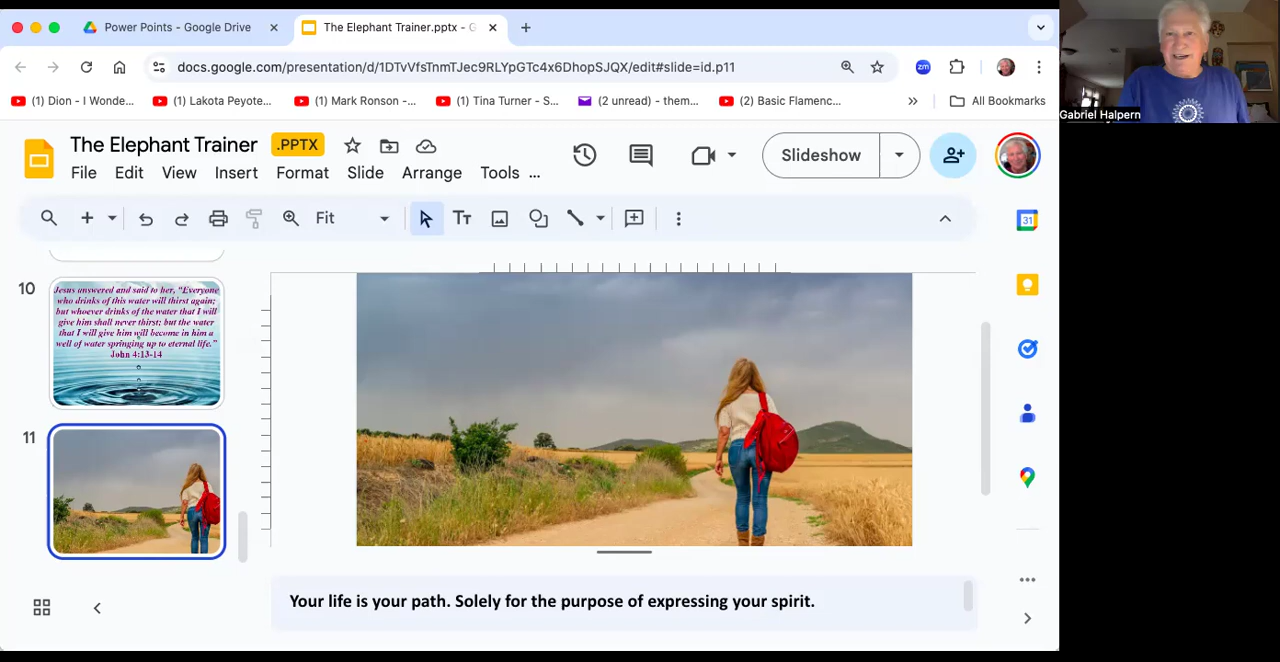 Power Points - Google Drive
The Elephant Trainer.pptx - G
docs.google.com/presentation/d/1DTvVfsTnmTJec9RLYpGTc4x6DhopSJQX/edit#slide=id.p11
zm
(1) Dion - I Wonde...
(1) Lakota Peyote...
(1) Mark Ronson -...
(1) Tina Turner - S...
(2 unread) - them...
(2) Basic Flamenc...
»
All Bookmarks
Gabriel Halpern
The Elephant Trainer
.PPTX
File Edit View Insert Format Slide Arrange Tools ...
Slideshow
Fit
31
10
Jesus answered and said to her, “Everyone
who drinks of this water will thirst again;
but whoever drinks of the water that I will
give him shall never thirst; but the water
that I will give him will become in him a
well of water springing up to eternal life.”
John 4:13-14
11
Your life is your path. Solely for the purpose of expressing your spirit.